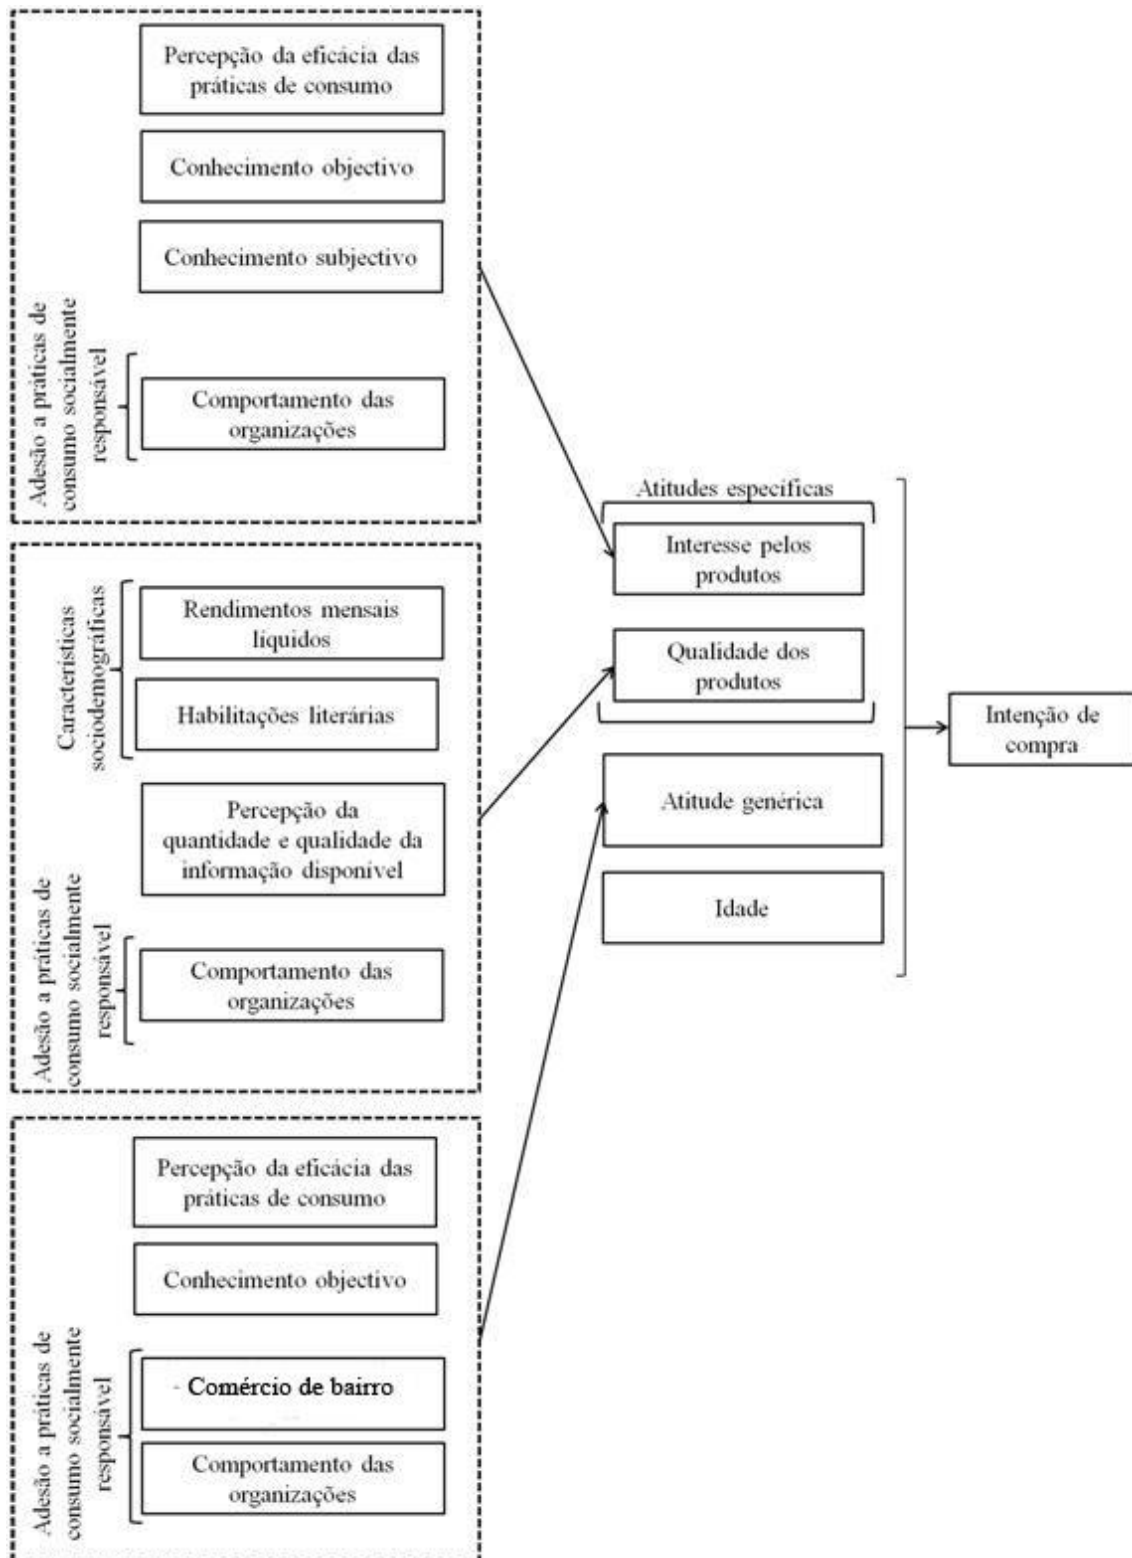 Percepção da eficácia das
práticas de consumo
Conhecimento objectivo
Conhecimento subjectivo
Adesão a práticas de
consumo socialmente
responsável
Comportamento das
organizações
Características
sociodemográficas
Rendimentos mensais
líquidos
Habilitações literárias
Percepção da
quantidade e qualidade da
informação disponível
Adesão a práticas de
consumo socialmente
responsável
Comportamento das
organizações
Percepção da eficácia das
práticas de consumo
Conhecimento objectivo
Adesão a práticas de
consumo socialmente
responsável
- Comércio de bairro
Comportamento das
organizações
Atitudes específicas
Interesse pelos
produtos
Qualidade dos
produtos
Atitude genérica
Idade
Intenção de
compra